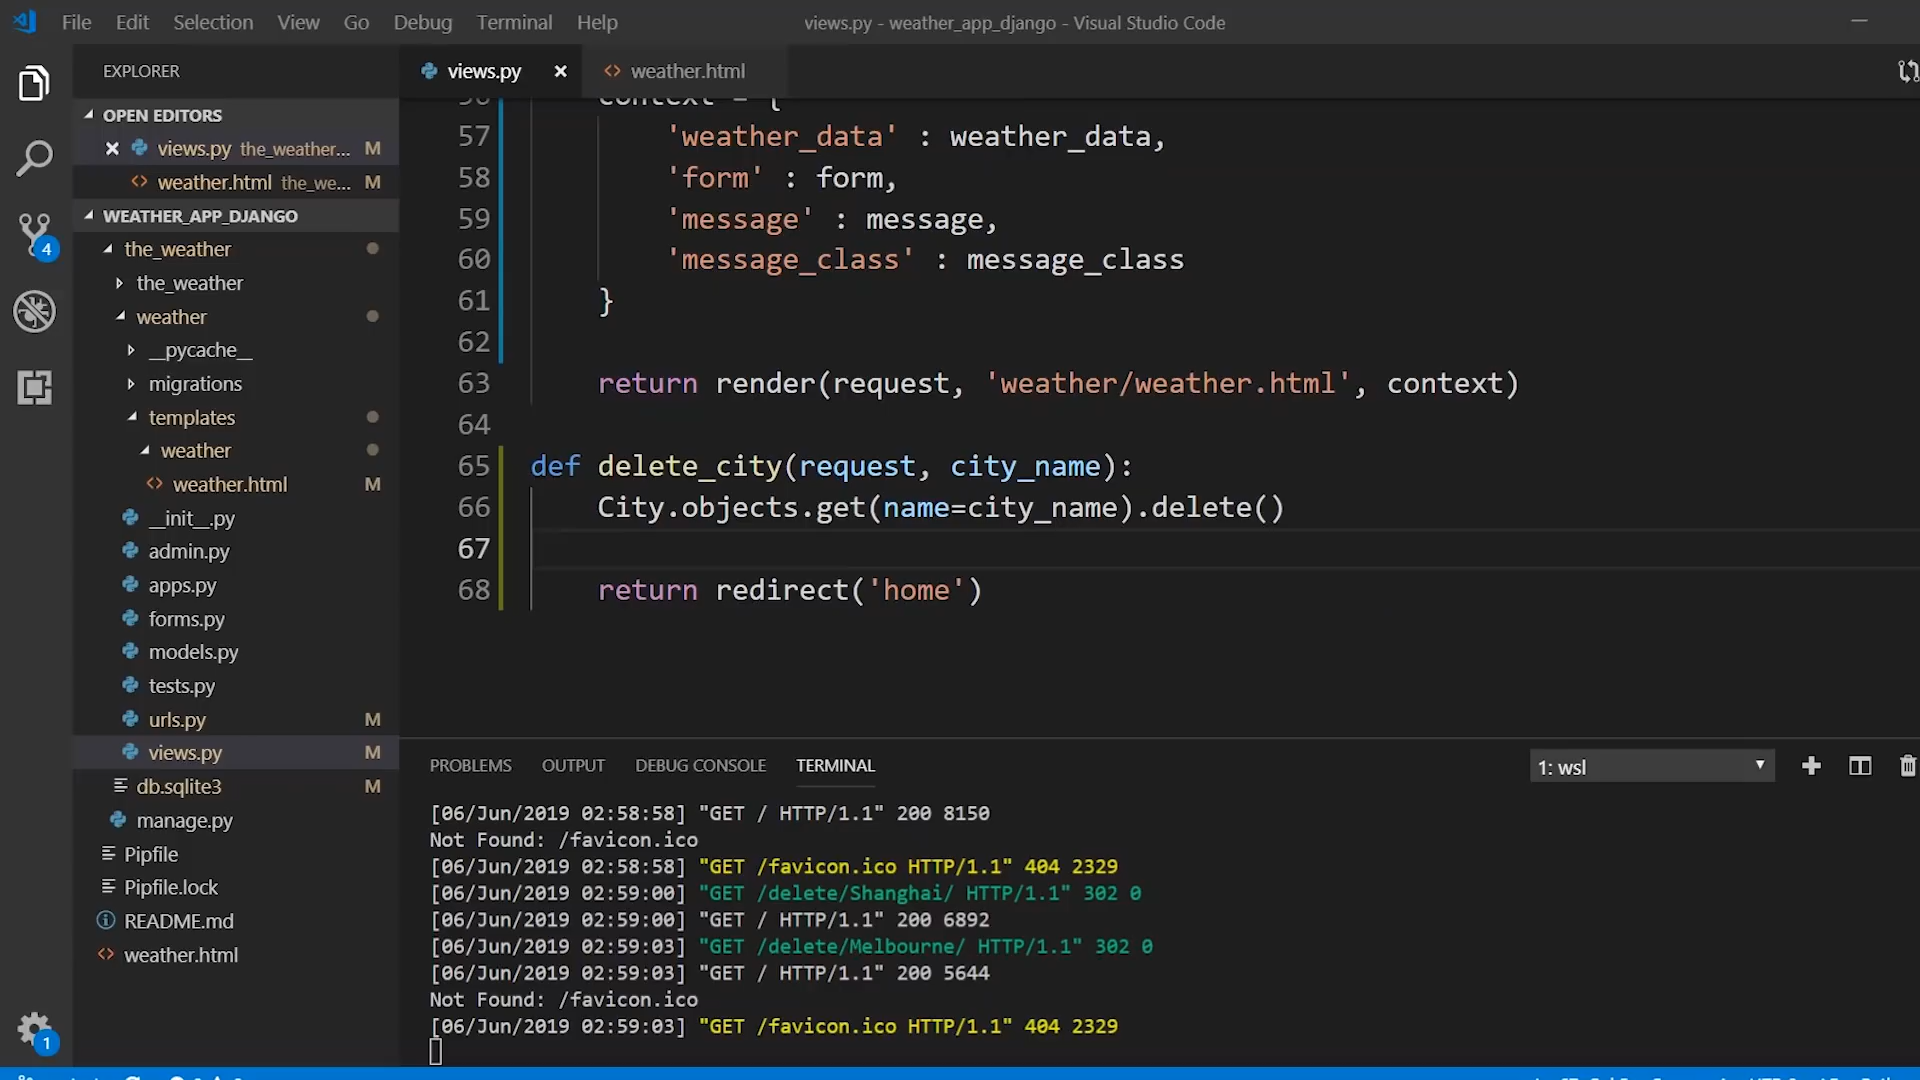 File Edit Selection View Go Debug Terminal Help
views.py - weather_app_django - Visual Studio Code
EXPLORER
OPEN EDITORS
views.py the_weather... M
weather.html the_we... M
WEATHER_APP_DJANGO
the_weather
the_weather
weather
__pycache__
migrations
templates
weather
weather.html M
__init__.py
admin.py
apps.py
forms.py
models.py
tests.py
urls.py M
views.py M
db.sqlite3 M
manage.py
Pipfile
Pipfile.lock
README.md
weather.html
4
1
views.py
weather.html
56 context = {
57 'weather_data' : weather_data,
58 'form' : form,
59 'message' : message,
60 'message_class' : message_class
61 }
62
63 return render(request, 'weather/weather.html', context)
64
65 def delete_city(request, city_name):
66 City.objects.get(name=city_name).delete()
67
68 return redirect('home')
PROBLEMS OUTPUT DEBUG CONSOLE TERMINAL
1: wsl
[06/Jun/2019 02:58:58] "GET / HTTP/1.1" 200 8150
Not Found: /favicon.ico
[06/Jun/2019 02:58:58] "GET /favicon.ico HTTP/1.1" 404 2329
[06/Jun/2019 02:59:00] "GET /delete/Shanghai/ HTTP/1.1" 302 0
[06/Jun/2019 02:59:00] "GET / HTTP/1.1" 200 6892
[06/Jun/2019 02:59:03] "GET /delete/Melbourne/ HTTP/1.1" 302 0
[06/Jun/2019 02:59:03] "GET / HTTP/1.1" 200 5644
Not Found: /favicon.ico
[06/Jun/2019 02:59:03] "GET /favicon.ico HTTP/1.1" 404 2329